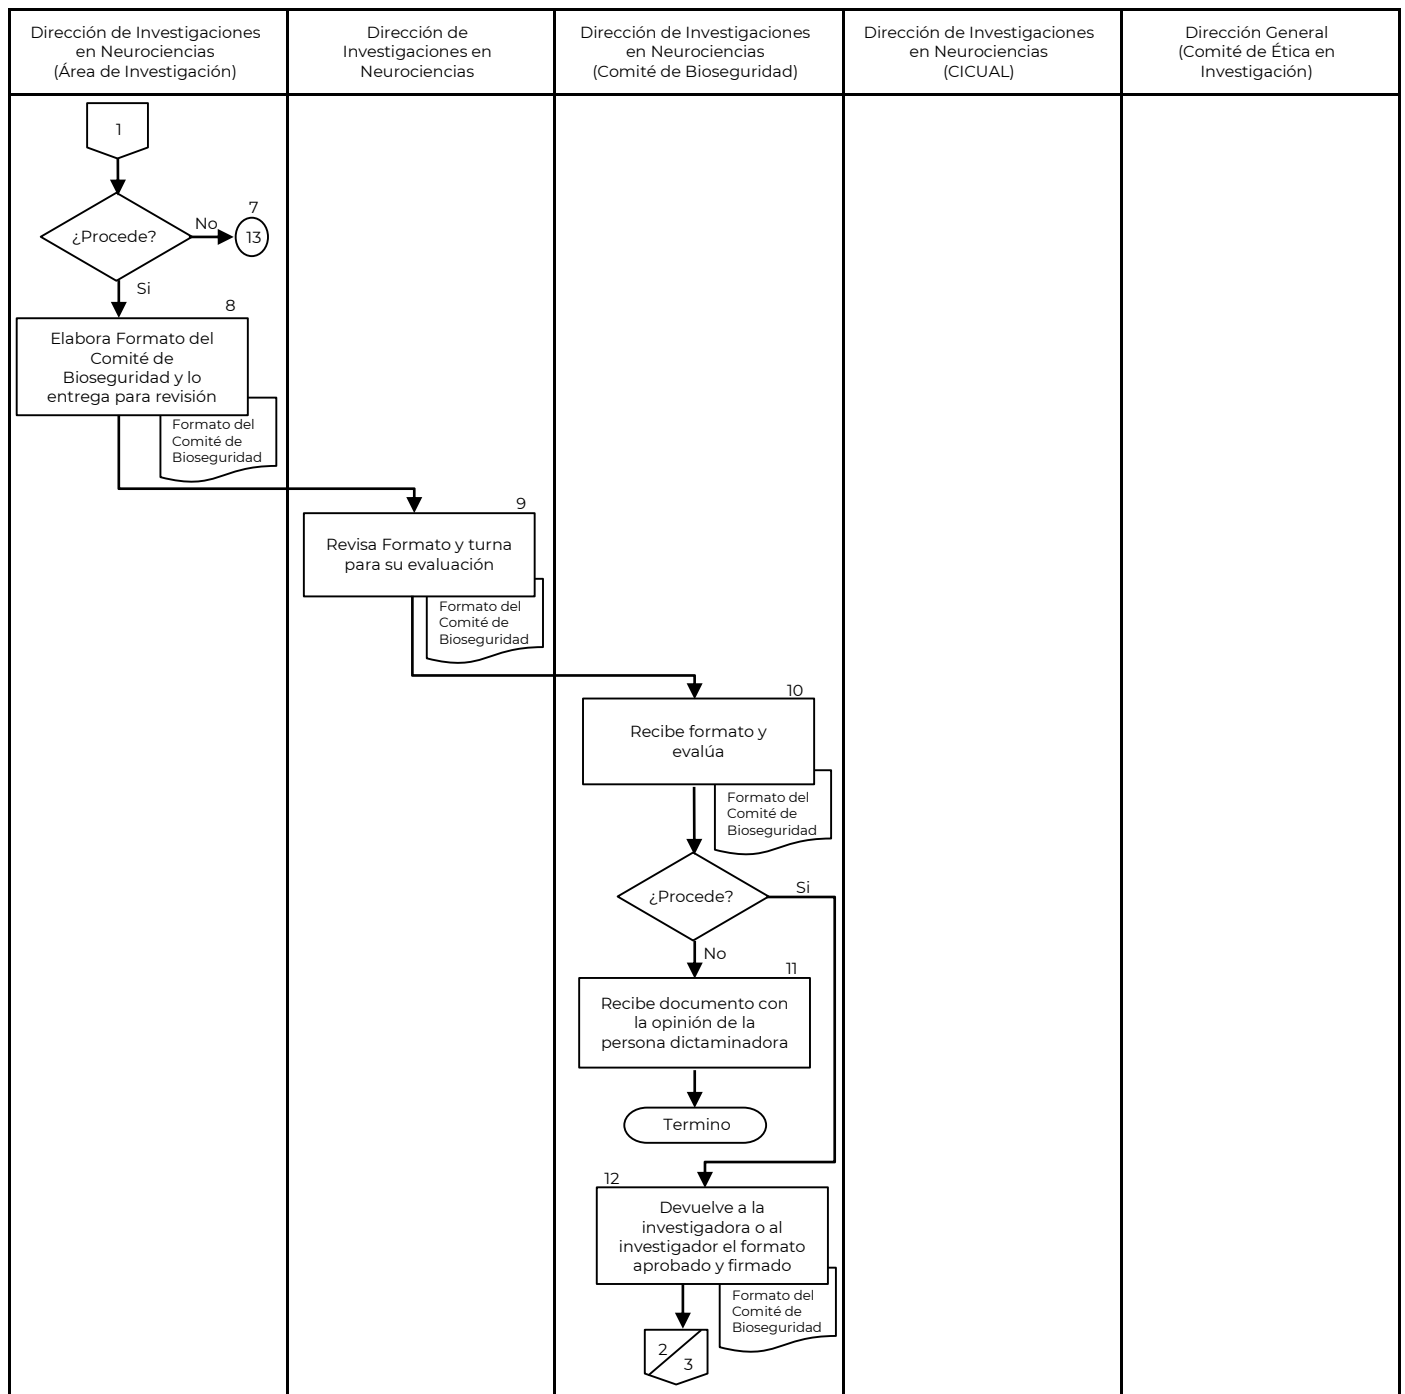 Dirección de Investigaciones
en Neurociencias
(Área de Investigación)
Dirección de
Investigaciones en
Neurociencias
Dirección de Investigaciones
en Neurociencias
(Comité de Bioseguridad)
Dirección de Investigaciones
en Neurociencias
(CICUAL)
Dirección General
(Comité de Ética en
Investigación)
1
¿Procede?
No
7
13
Si
8
Elabora Formato del
Comité de
Bioseguridad y lo
entrega para revisión
Formato del
Comité de
Bioseguridad
9
Revisa Formato y turna
para su evaluación
Formato del
Comité de
Bioseguridad
10
Recibe formato y
evalúa
Formato del
Comité de
Bioseguridad
¿Procede?
Si
No
11
Recibe documento con
la opinión de la
persona dictaminadora
Termino
12
Devuelve a la
investigadora o al
investigador el formato
aprobado y firmado
Formato del
Comité de
Bioseguridad
2
3